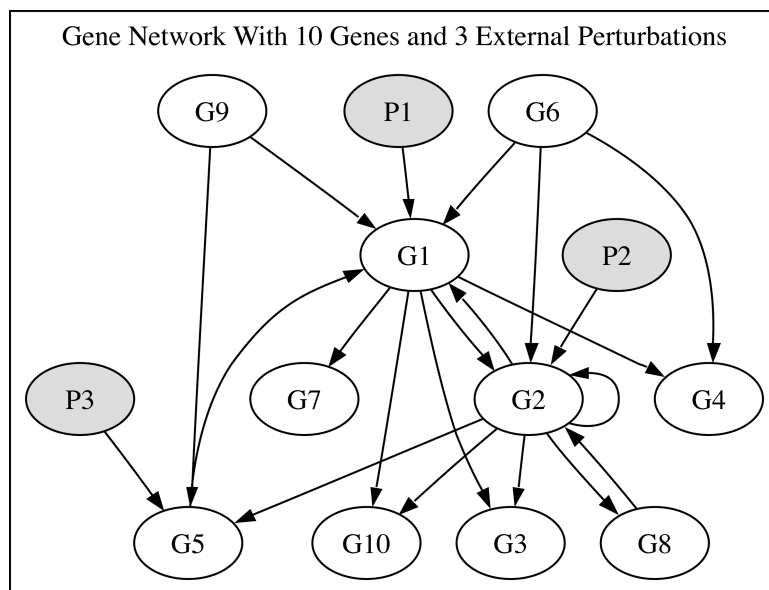 Gene Network With 10 Genes and 3 External Perturbations
G9 P1 G6
G1 P2
P3 G7 G2 G4
G5 G10 G3 G8